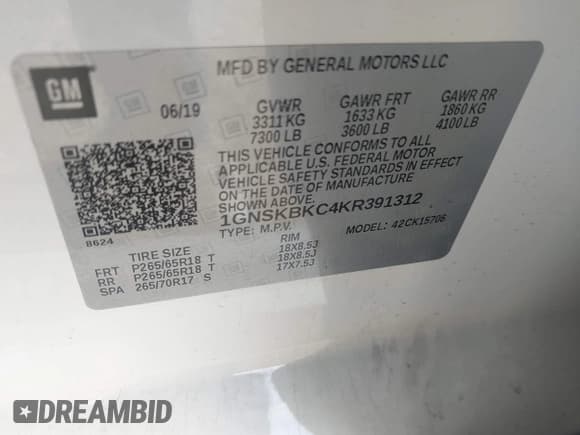 GM
MFD BY GENERAL MOTORS LLC
06/19
GVWR GAWR FRT GAWR RR
3311 KG 1633 KG 1860 KG
7300 LB 3600 LB 4100 LB
THIS VEHICLE CONFORMS TO ALL
APPLICABLE U.S. FEDERAL MOTOR
VEHICLE SAFETY STANDARDS IN EFFECT
ON THE DATE OF MANUFACTURE
SHOWN ABOVE.
1GNSKBKC4KR391312
TYPE: M.P.V. MODEL: 42CK15706
8624
TIRE SIZE RIM
FRT P265/65R18 T 18X8.5J
RR P265/65R18 T 18X8.5J
SPA 265/70R17 S 17X7.5J
DREAMBID